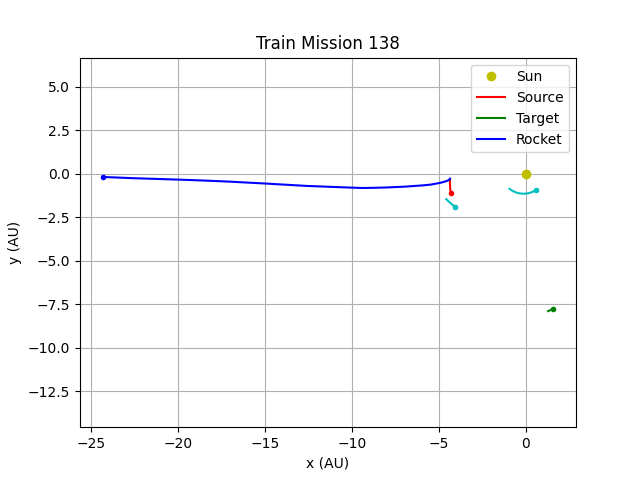 Train Mission 138
Sun
Source
Target
Rocket
5.0
2.5
0.0
−2.5
−5.0
−7.5
−10.0
−12.5
y (AU)
−25 −20 −15 −10 −5 0
x (AU)